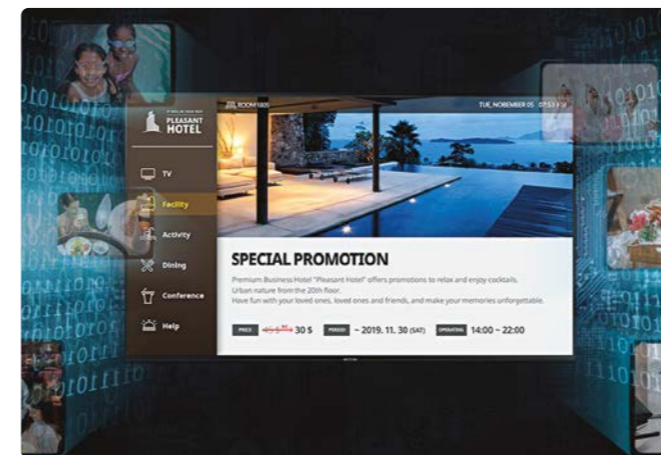 ROOM 1805
TUE, NOBEMBER 05
PLEASANT
HOTEL
TV
Facility
Activity
Dining
Conference
Help
SPECIAL PROMOTION
Premium Business Hotel "Pleasant Hotel" offers promotions to relax and enjoy cocktails.
Urban nature from the 20th floor.
Have fun with your loved ones, loved ones and friends, and make your memories unforgettable.
PRICE 45 $ 30 $ PERIOD ~ 2019. 11. 30 (SAT) OPERATING 14:00 ~ 22:00